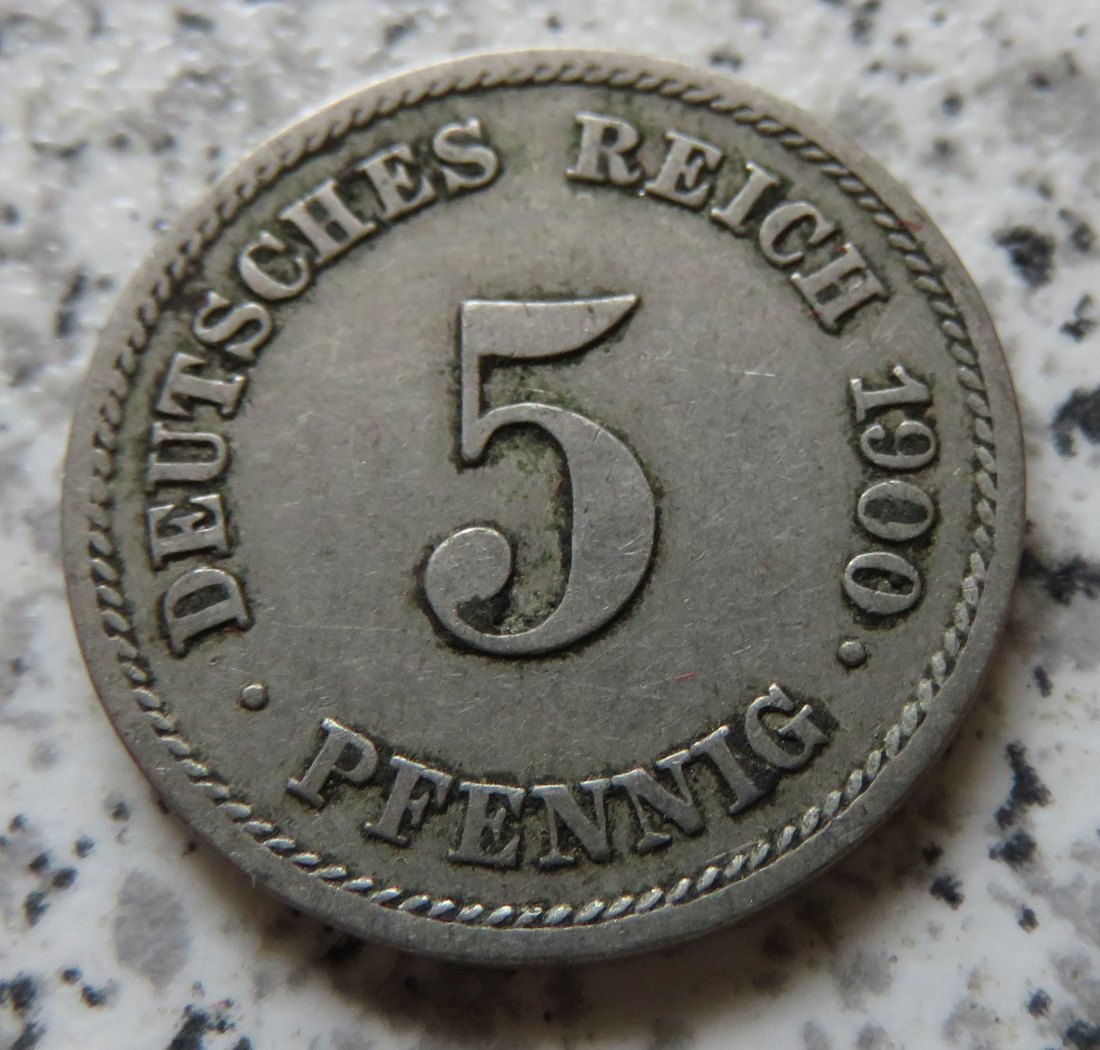 DEUTSCHES REICH 1900.
5
. PFENNIG